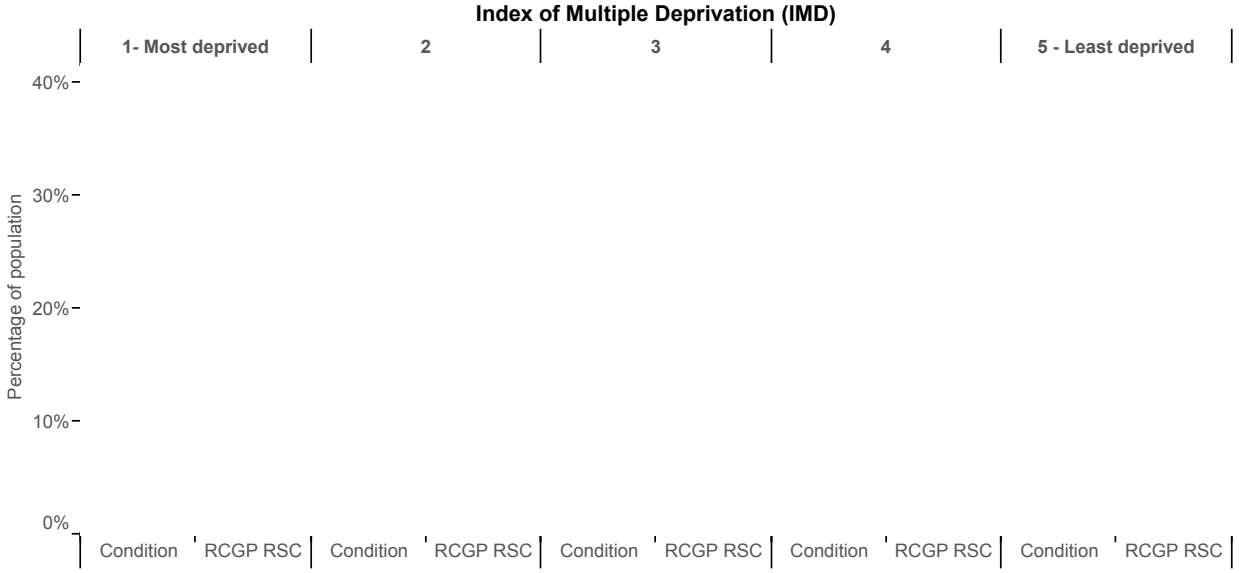 Index of Multiple Deprivation (IMD)
1- Most deprived 2 3 4 5 - Least deprived
40%
30%
20%
10%
0%
Percentage of population
Condition RCGP RSC Condition RCGP RSC Condition RCGP RSC Condition RCGP RSC Condition RCGP RSC